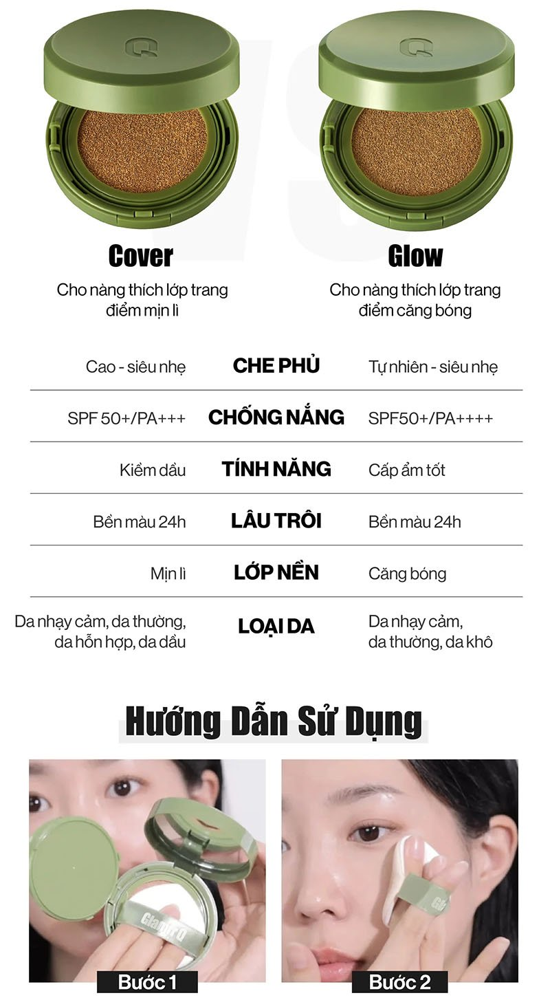 Q
Q
VS
Cover
Glow
Cho nàng thích lớp trang
điểm mịn lì
Cho nàng thích lớp trang
điểm căng bóng
Cao - siêu nhẹ CHE PHỦ Tự nhiên - siêu nhẹ
SPF 50+/PA+++ CHỐNG NẮNG SPF50+/PA++++
Kiềm dầu TÍNH NĂNG Cấp ẩm tốt
Bền màu 24h LÂU TRÔI Bền màu 24h
Mịn lì LỚP NỀN Căng bóng
Da nhạy cảm, da thường,
da hỗn hợp, da dầu
LOẠI DA
Da nhạy cảm,
da thường, da khô
Hướng Dẫn Sử Dụng
Gla
Bước 1
Bước 2